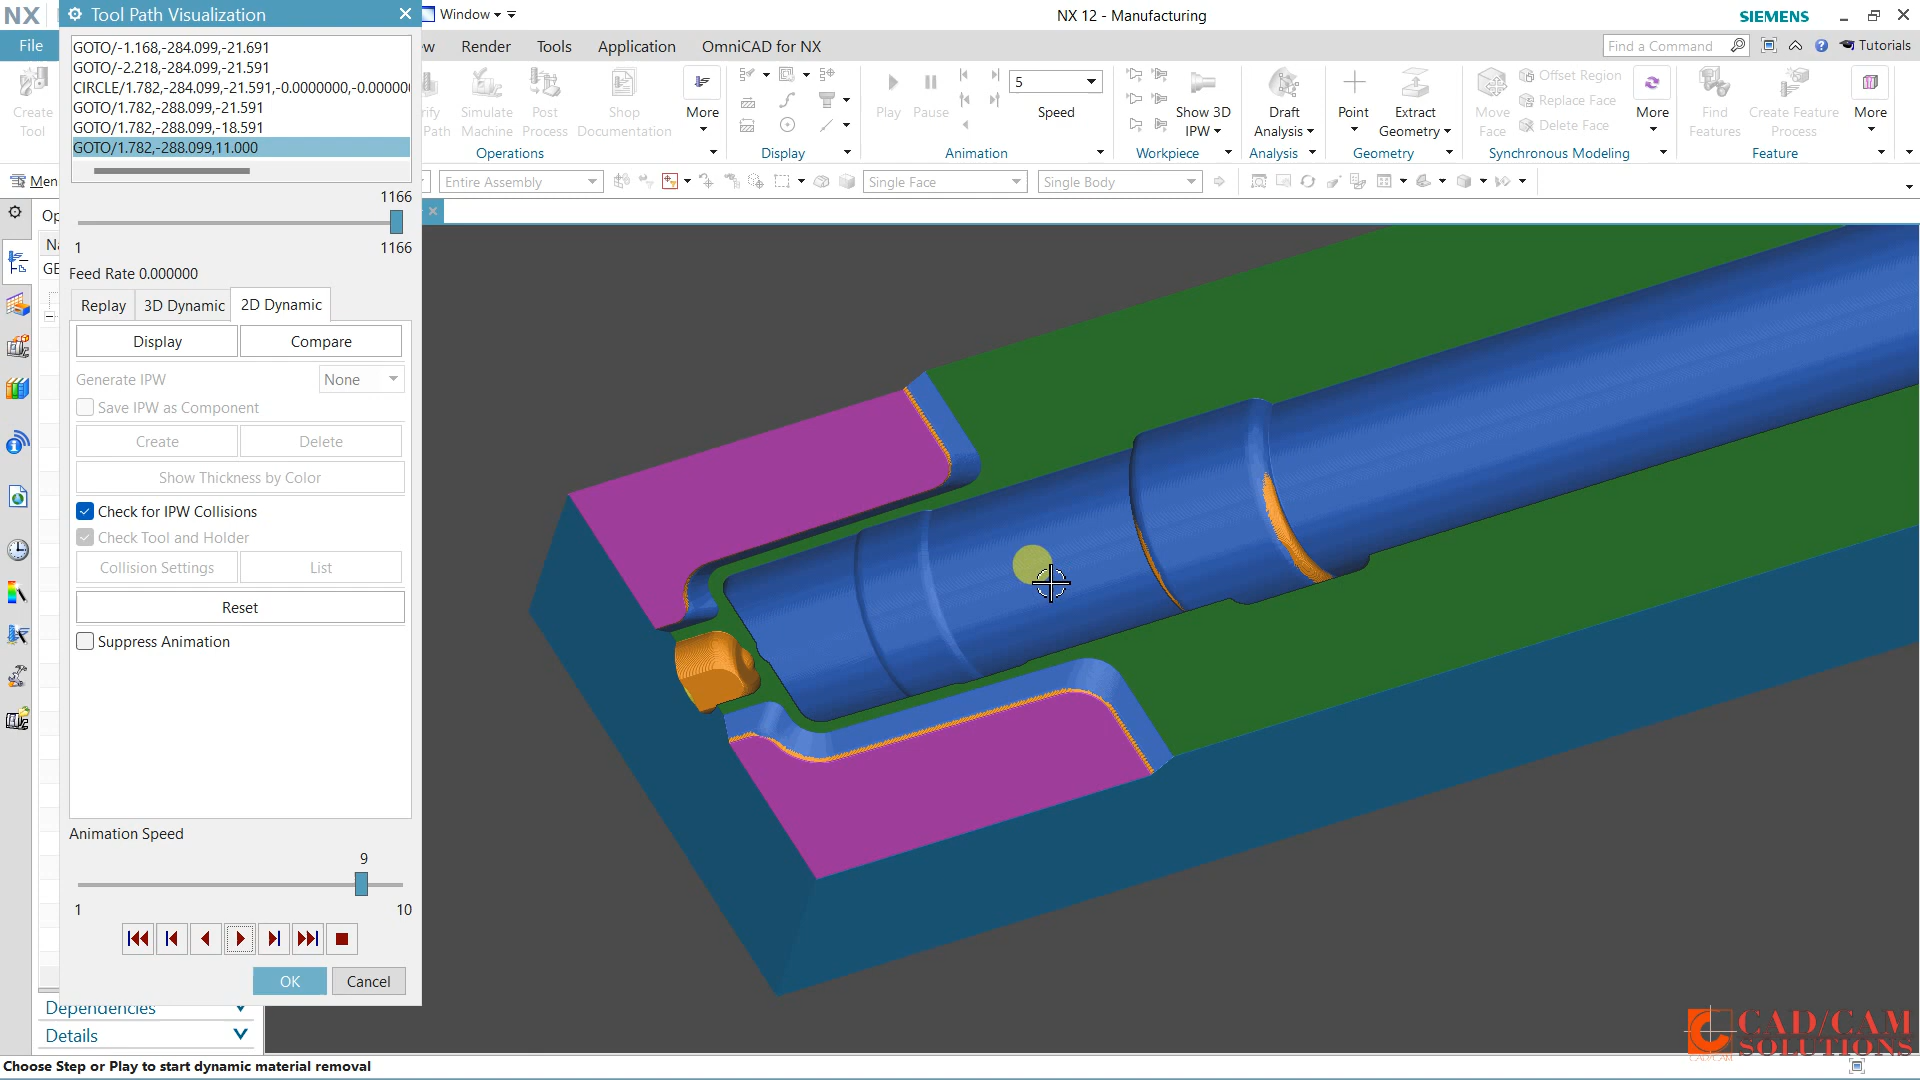 NX
Tool Path Visualization
Window
NX 12 - Manufacturing
SIEMENS
File
Render
Tools
Application
OmniCAD for NX
Find a Command
Tutorials
GOTO/-1.168,-284.099,-21.691
GOTO/-2.218,-284.099,-21.591
CIRCLE/1.782,-284.099,-21.591,-0.0000000,-0.00000
GOTO/1.782,-288.099,-21.591
GOTO/1.782,-288.099,-18.591
GOTO/1.782,-288.099,11.000
Create
Tool
Path
Simulate
Machine
Post
Process
Shop
Documentation
More
Operations
Display
Play
Pause
5
Speed
Animation
Show 3D
IPW
Workpiece
Draft
Analysis
Analysis
Point
Extract
Geometry
Geometry
Move
Face
Offset Region
Replace Face
Delete Face
More
Synchronous Modeling
Find
Features
Create Feature
Process
More
Feature
Men
Entire Assembly
Single Face
Single Body
1166
1
1166
Feed Rate 0.000000
Replay
3D Dynamic
2D Dynamic
Display
Compare
Generate IPW
None
Save IPW as Component
Create
Delete
Show Thickness by Color
Check for IPW Collisions
Check Tool and Holder
Collision Settings
List
Reset
Suppress Animation
Animation Speed
9
1
10
OK
Cancel
Dependencies
Details
Choose Step or Play to start dynamic material removal
CAD/CAM
SOLUTIONS